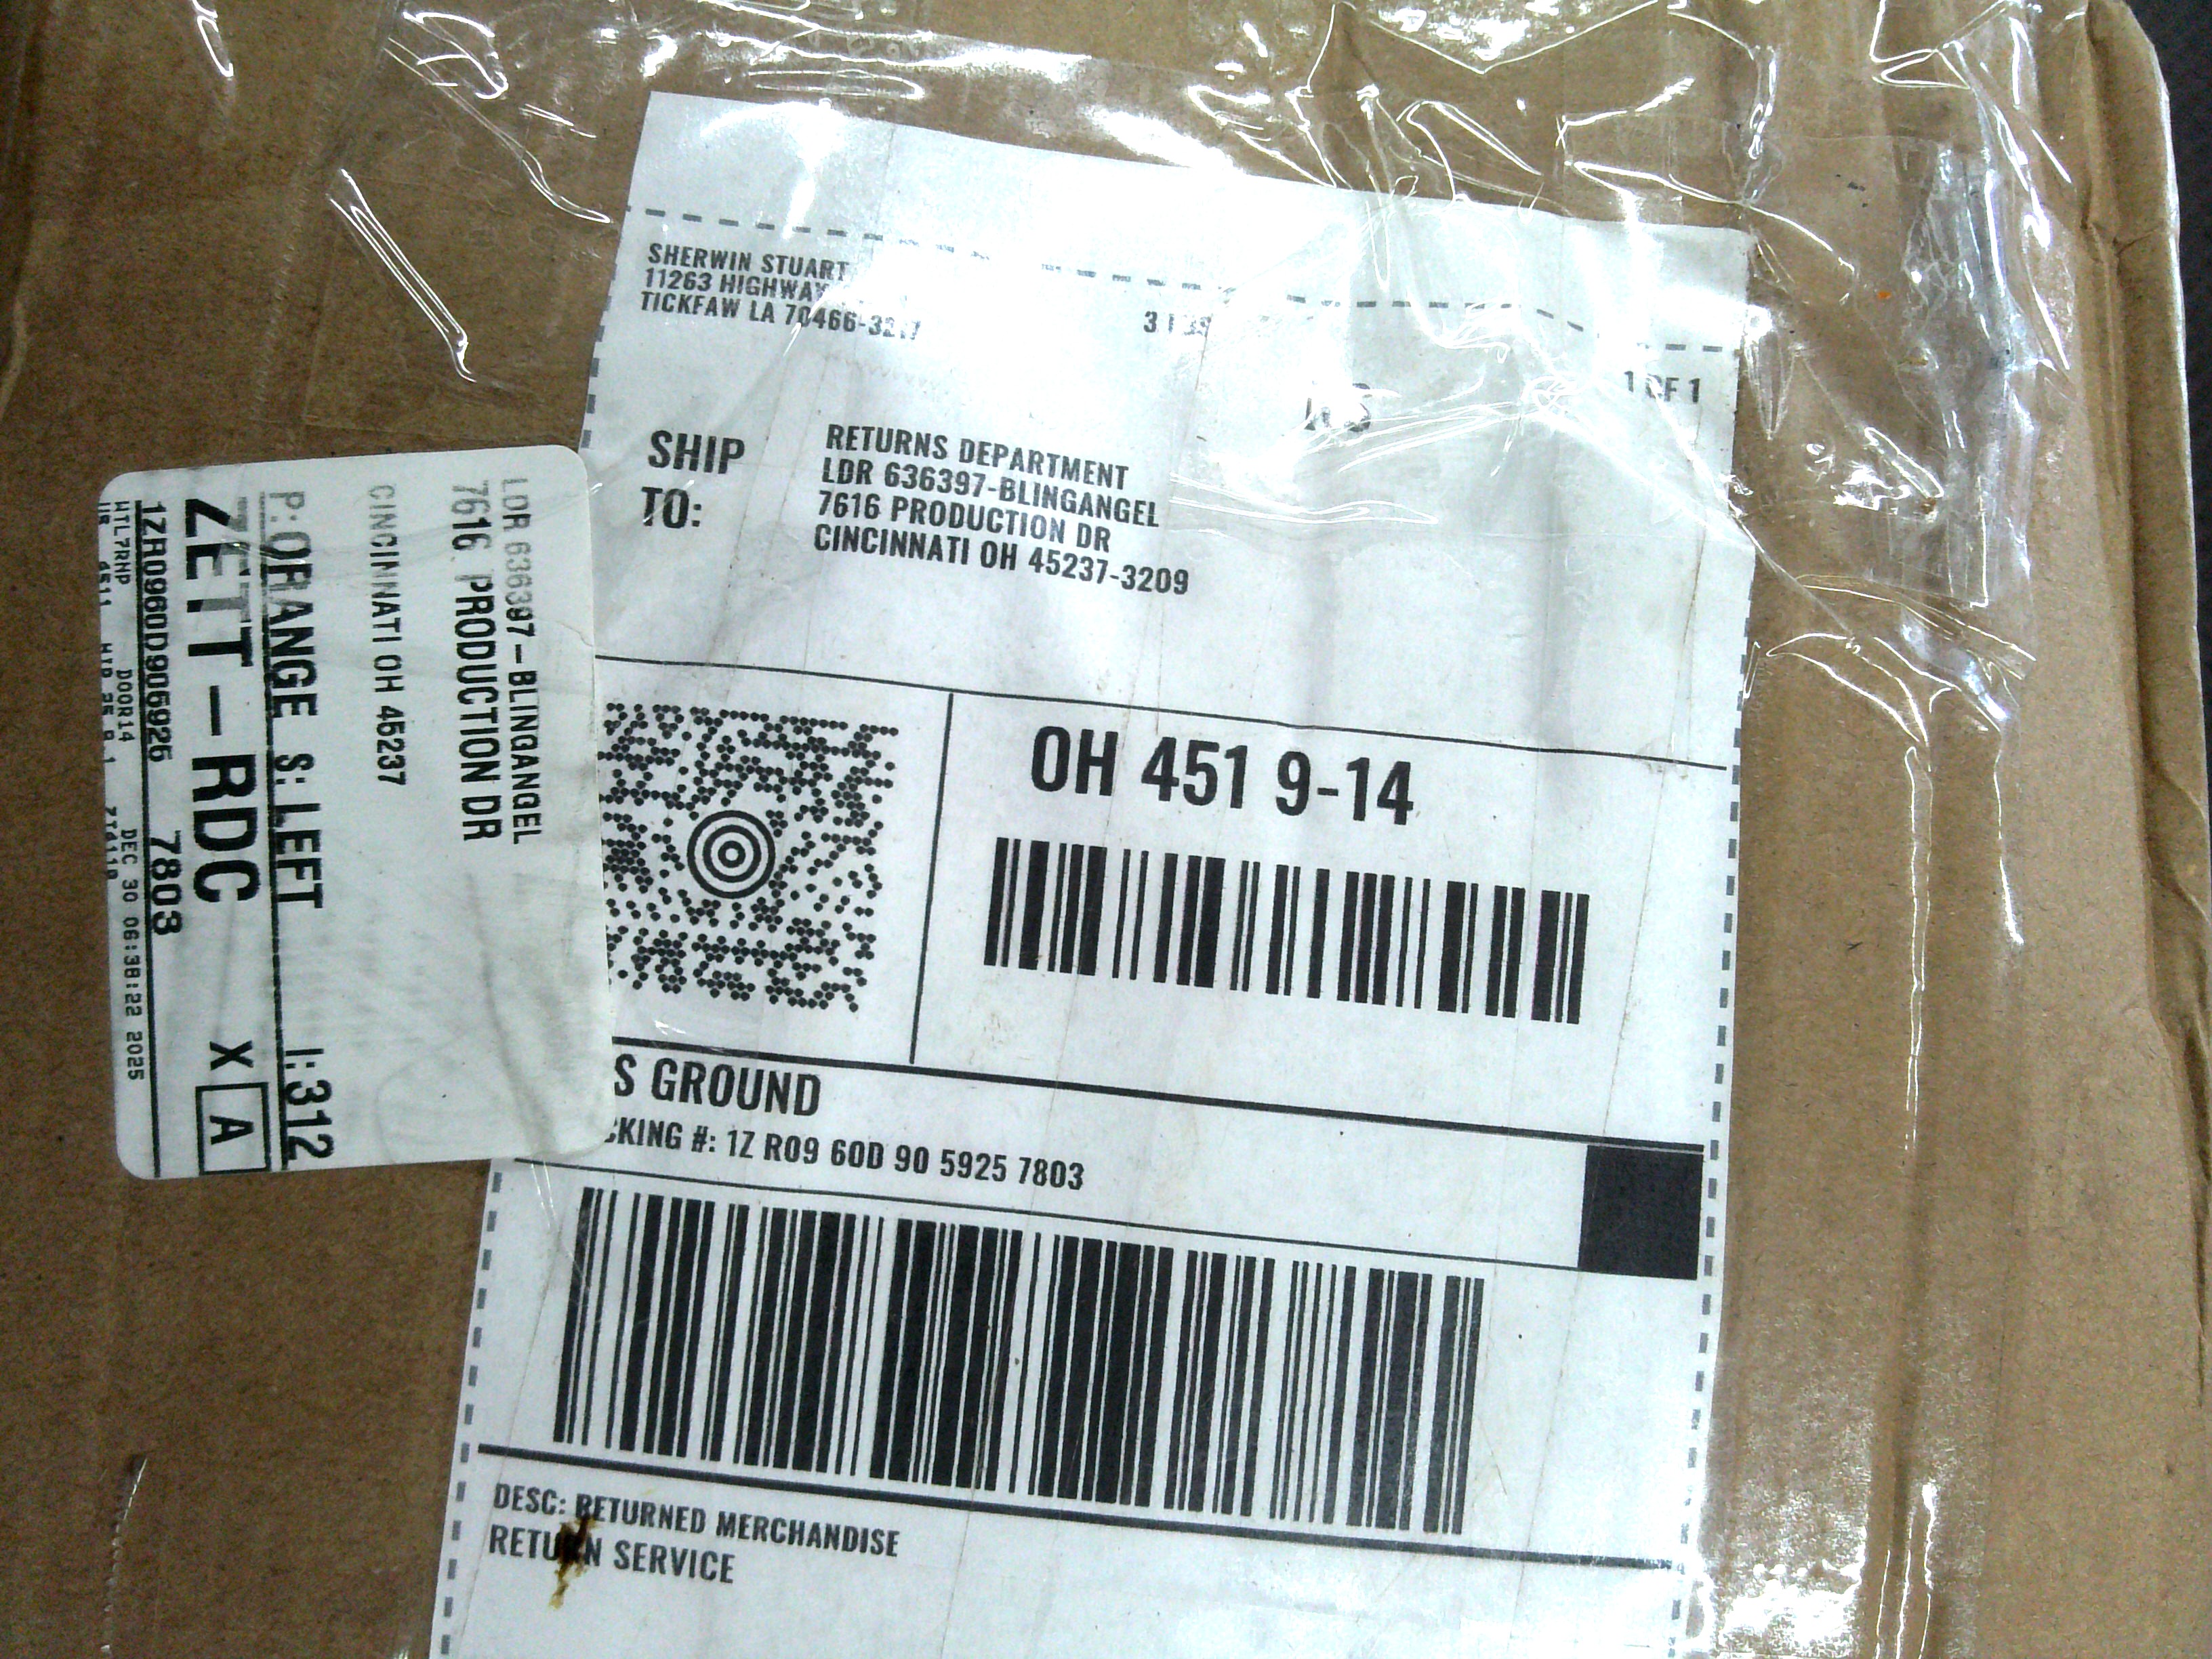 SHERWIN STUART
11263 HIGHWAY
TICKFAW LA 70466-3217
1 OF 1
SHIP
TO:
RETURNS DEPARTMENT
LDR 636397-BLINGANGEL
7616 PRODUCTION DR
CINCINNATI OH 45237-3209
OH 451 9-14
S GROUND
CKING #: 1Z R09 60D 90 5925 7803
DESC: RETURNED MERCHANDISE
RETURN SERVICE
LDR 636397-BLINGANGEL
7616 PRODUCTION DR
CINCINNATI OH 45237
P:ORANGE S:LEFT I:312
ZETT-RDC X A
7803
DOOR14 DEC 30 06:38:22 2025